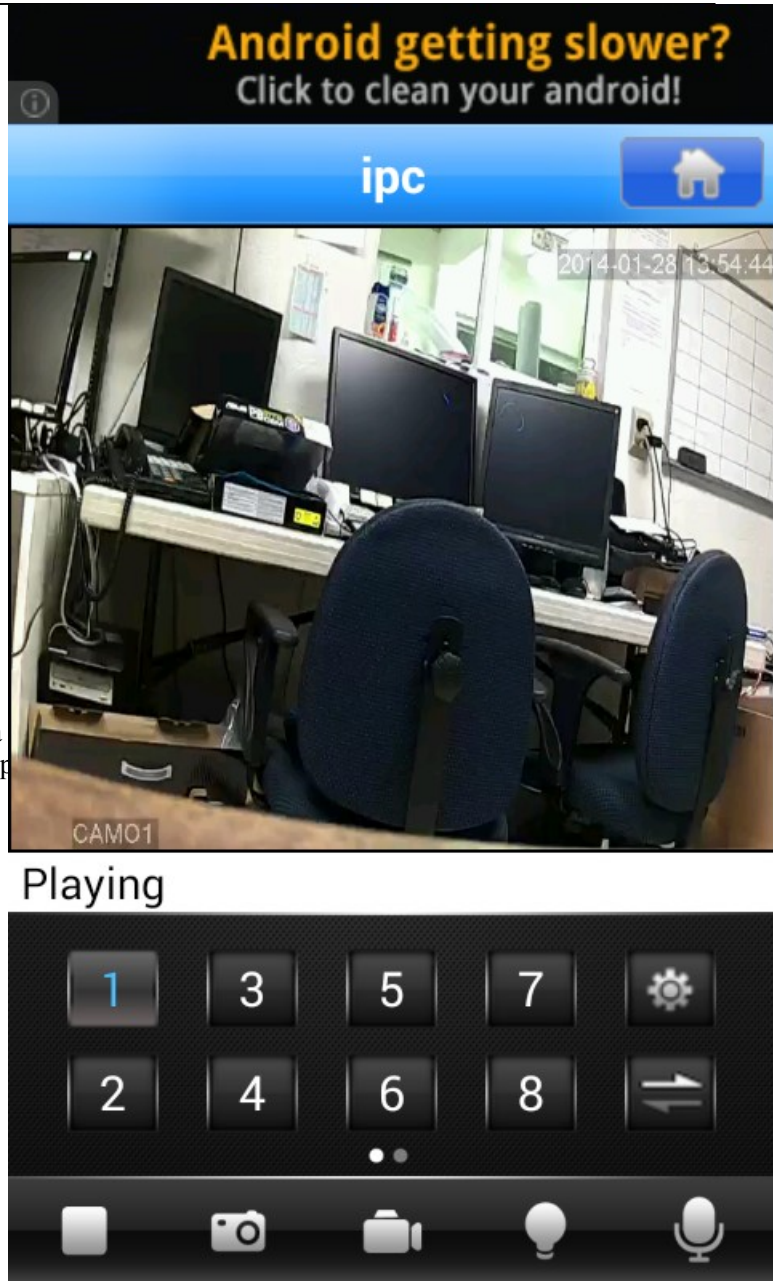 Android getting slower?
Click to clean your android!
ipc
2014-01-28 13:54:44
CAMO1
Playing
1 3 5 7
2 4 6 8